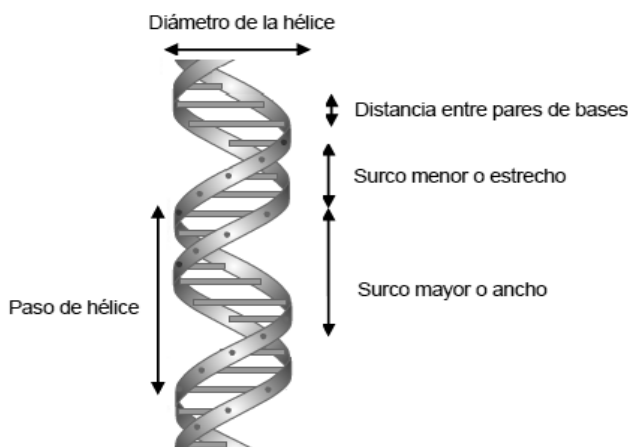 Diámetro de la hélice
Distancia entre pares de bases
Surco menor o estrecho
Surco mayor o ancho
Paso de hélice